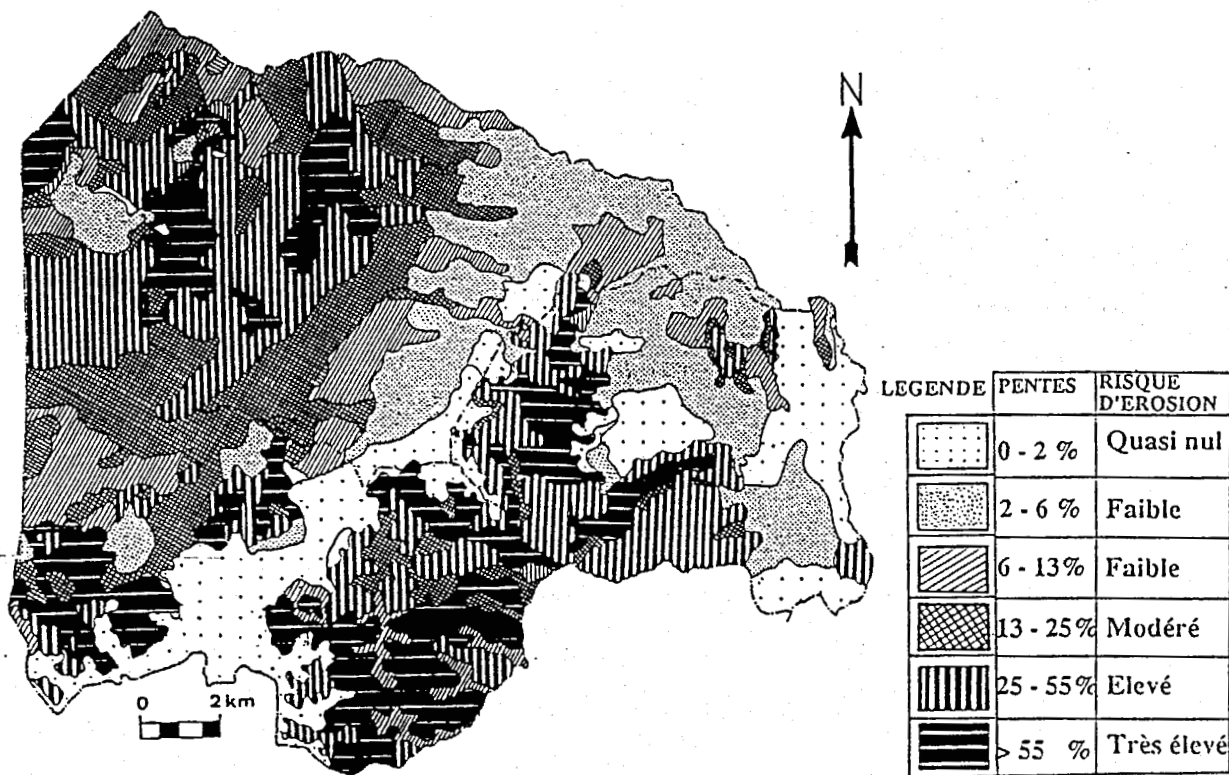 N
LEGENDE PENTES RISQUE
D'EROSION
0 - 2 % Quasi nul
2 - 6 % Faible
6 - 13% Faible
13 - 25% Modéré
25 - 55% Elevé
> 55 % Très élevé
0 2 km